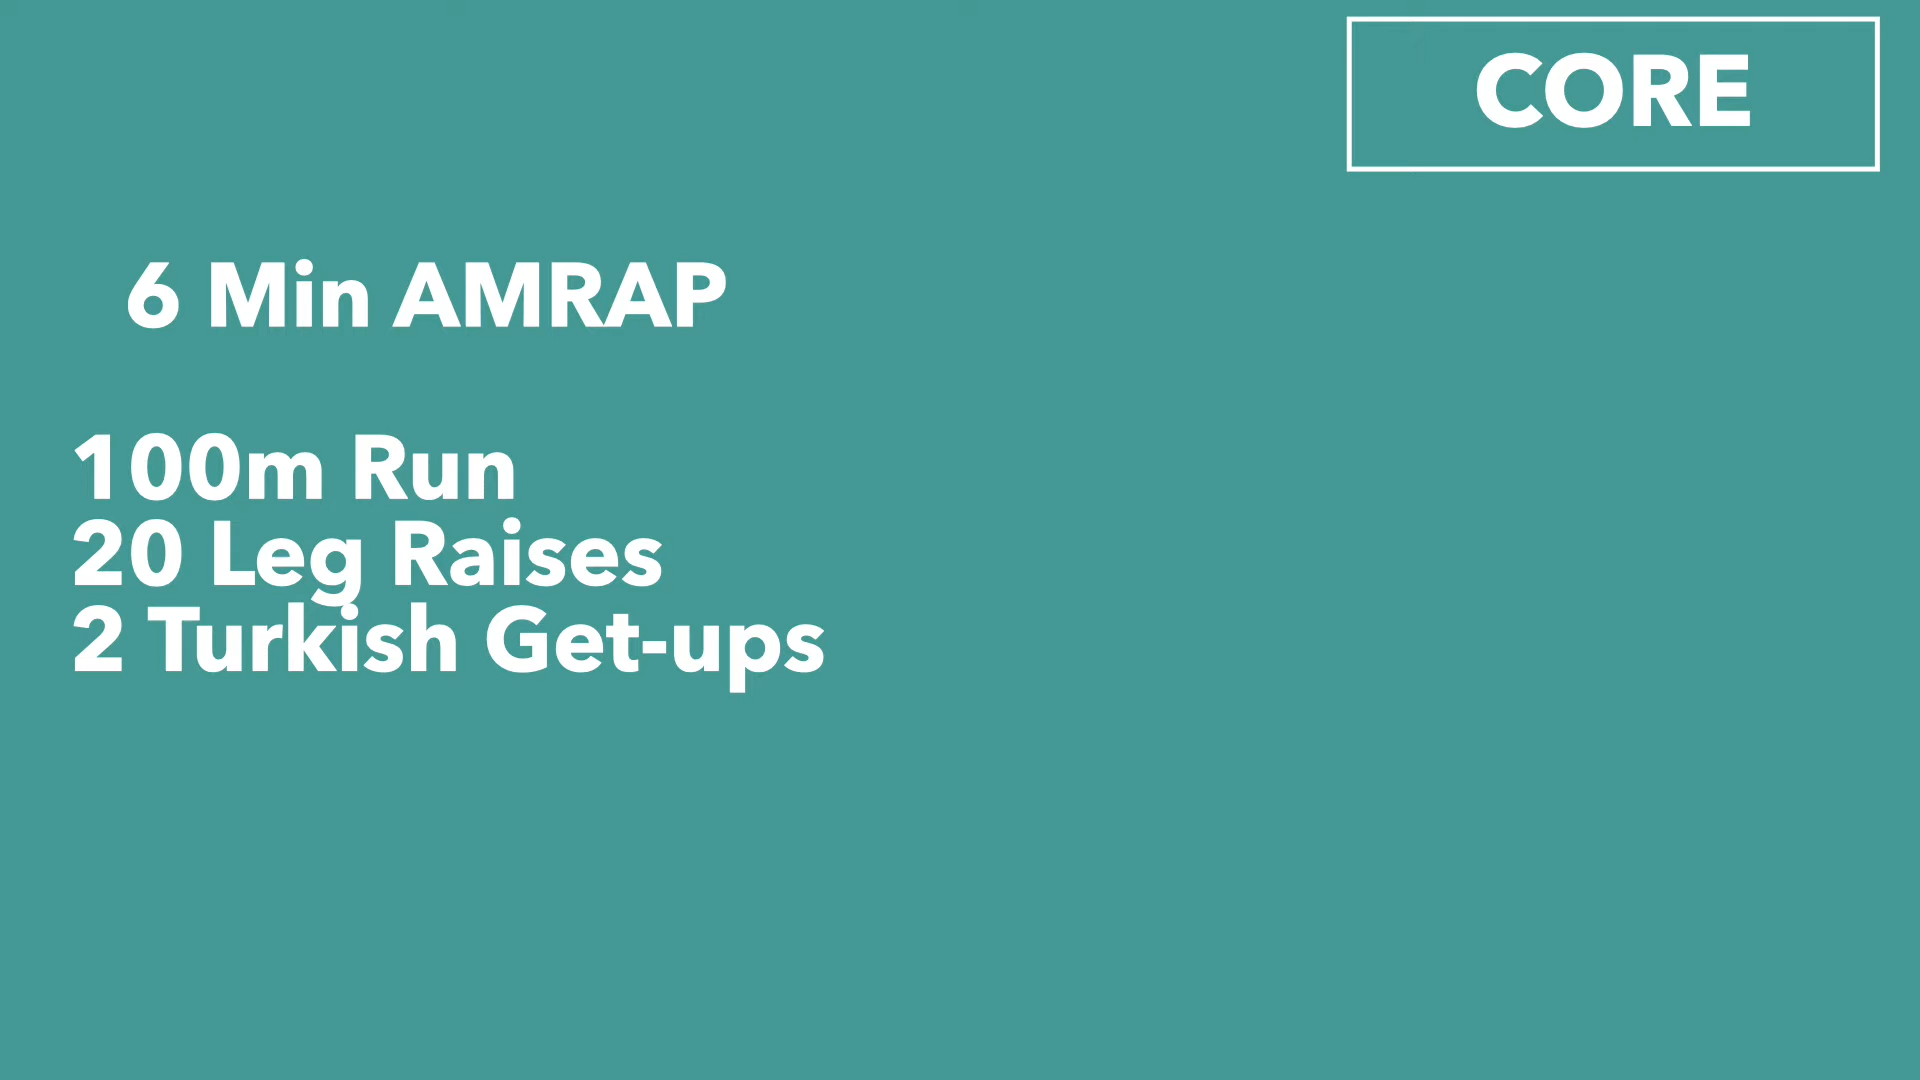 CORE
6 Min AMRAP
100m Run
20 Leg Raises
2 Turkish Get-ups